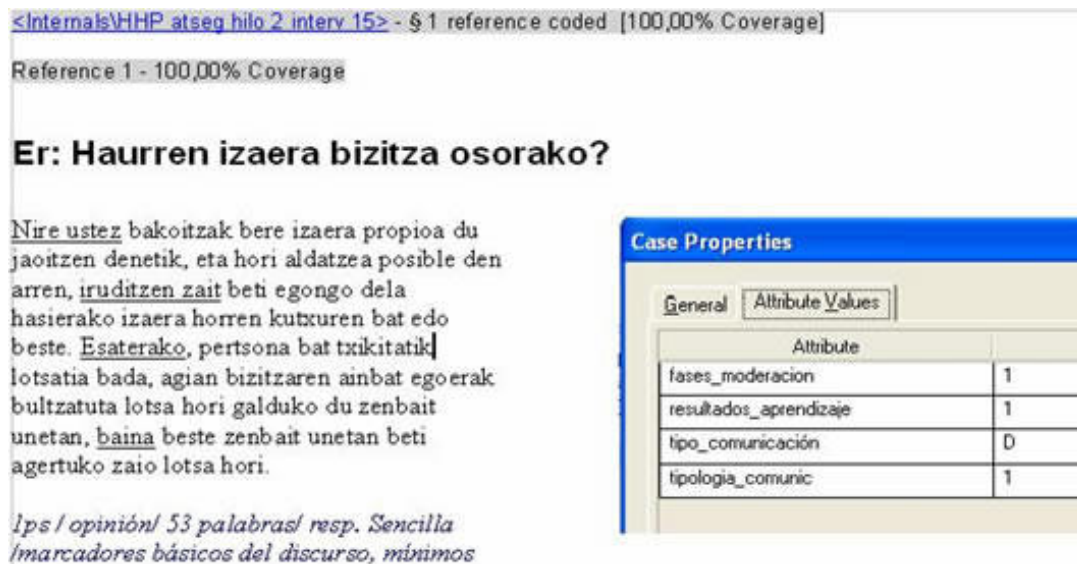 <Internals\HHP atseg hilo 2 interv 15> - § 1 reference coded [100,00% Coverage]
Reference 1 - 100,00% Coverage
Er: Haurren izaera bizitza osorako?
Nire ustez bakoitzak bere izaera propioa du
jaoitzen denetik, eta hori aldatzea posible den
arren, iruditzen zait beti egongo dela
hasierako izaera horren kutxuren bat edo
beste. Esaterako, pertsona bat txikitatik
lotsatia bada, agian bizitzaren ainbat egoerak
bultzatuta lotsa hori galduko du zenbait
unetan, baina beste zenbait unetan beti
agertuko zaio lotsa hori.
1ps / opinión/ 53 palabras/ resp. Sencilla
/marcadores básicos del discurso, mínimos
Case Properties
General Attribute Values
Attribute
fases_moderacion 1
resultados_aprendizaje 1
tipo_comunicación D
tipologia_comunic 1